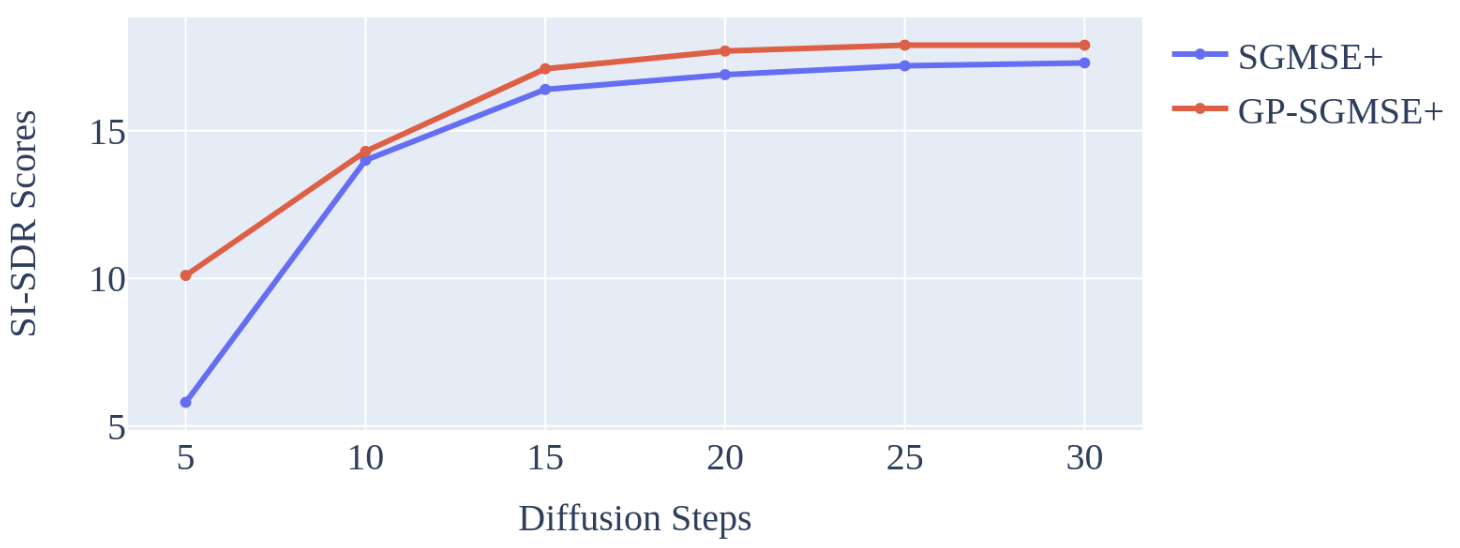 SI-SDR Scores
15
10
5
5 10 15 20 25 30
Diffusion Steps
SGMSE+
GP-SGMSE+